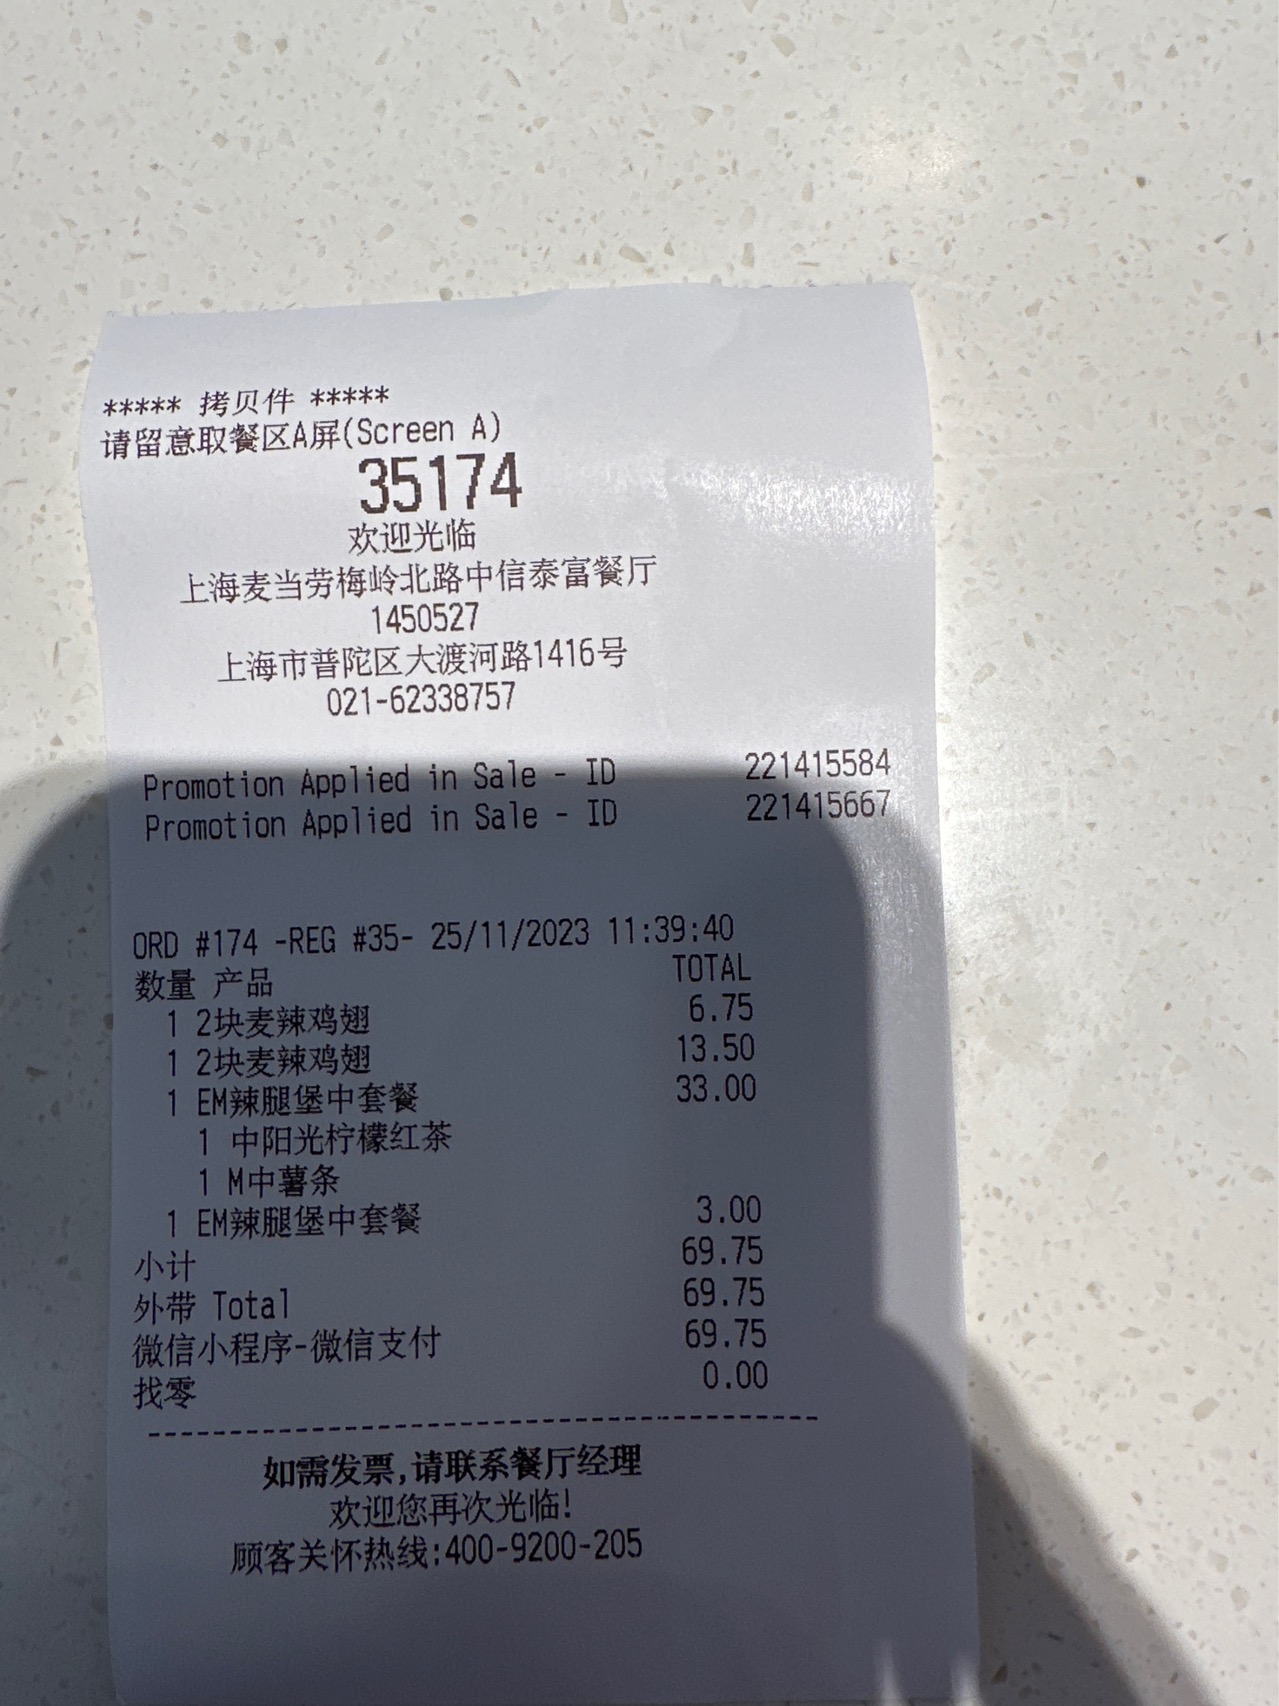 ***** 拷贝件 *****
请留意取餐区A屏(Screen A)
35174
欢迎光临
上海麦当劳梅岭北路中信泰富餐厅
1450527
上海市普陀区大渡河路1416号
021-62338757
Promotion Applied in Sale - ID 221415584
Promotion Applied in Sale - ID 221415667
ORD #174 -REG #35- 25/11/2023 11:39:40
数量 产品 TOTAL
1 2块麦辣鸡翅 6.75
1 2块麦辣鸡翅 13.50
1 EM辣腿堡中套餐 33.00
1 中阳光柠檬红茶
1 M中薯条
1 EM辣腿堡中套餐 3.00
小计 69.75
外带 Total 69.75
微信小程序-微信支付 69.75
找零 0.00
--------------------------------------------
如需发票,请联系餐厅经理
欢迎您再次光临!
顾客关怀热线:400-9200-205